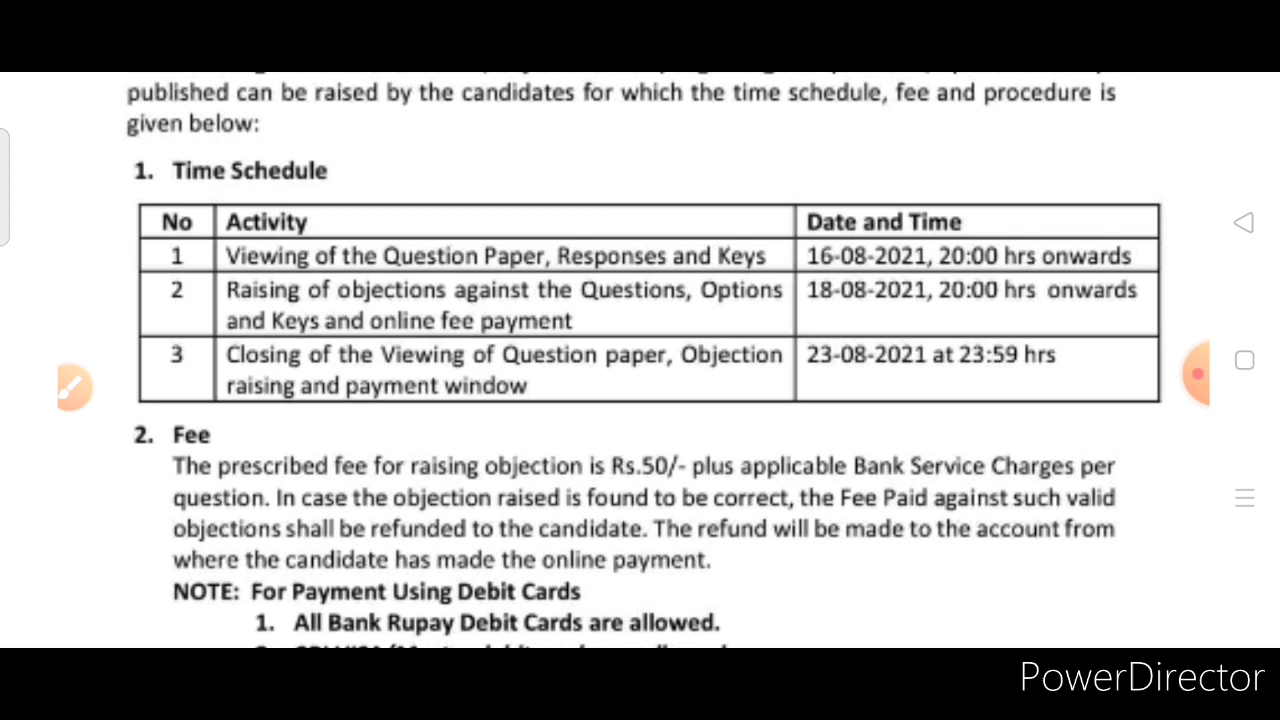 published can be raised by the candidates for which the time schedule, fee and procedure is
given below:
1. Time Schedule
No Activity Date and Time
1 Viewing of the Question Paper, Responses and Keys 16-08-2021, 20:00 hrs onwards
2 Raising of objections against the Questions, Options 18-08-2021, 20:00 hrs onwards
and Keys and online fee payment
3 Closing of the Viewing of Question paper, Objection 23-08-2021 at 23:59 hrs
raising and payment window
2. Fee
The prescribed fee for raising objection is Rs.50/- plus applicable Bank Service Charges per
question. In case the objection raised is found to be correct, the Fee Paid against such valid
objections shall be refunded to the candidate. The refund will be made to the account from
where the candidate has made the online payment.
NOTE: For Payment Using Debit Cards
1. All Bank Rupay Debit Cards are allowed.
PowerDirector